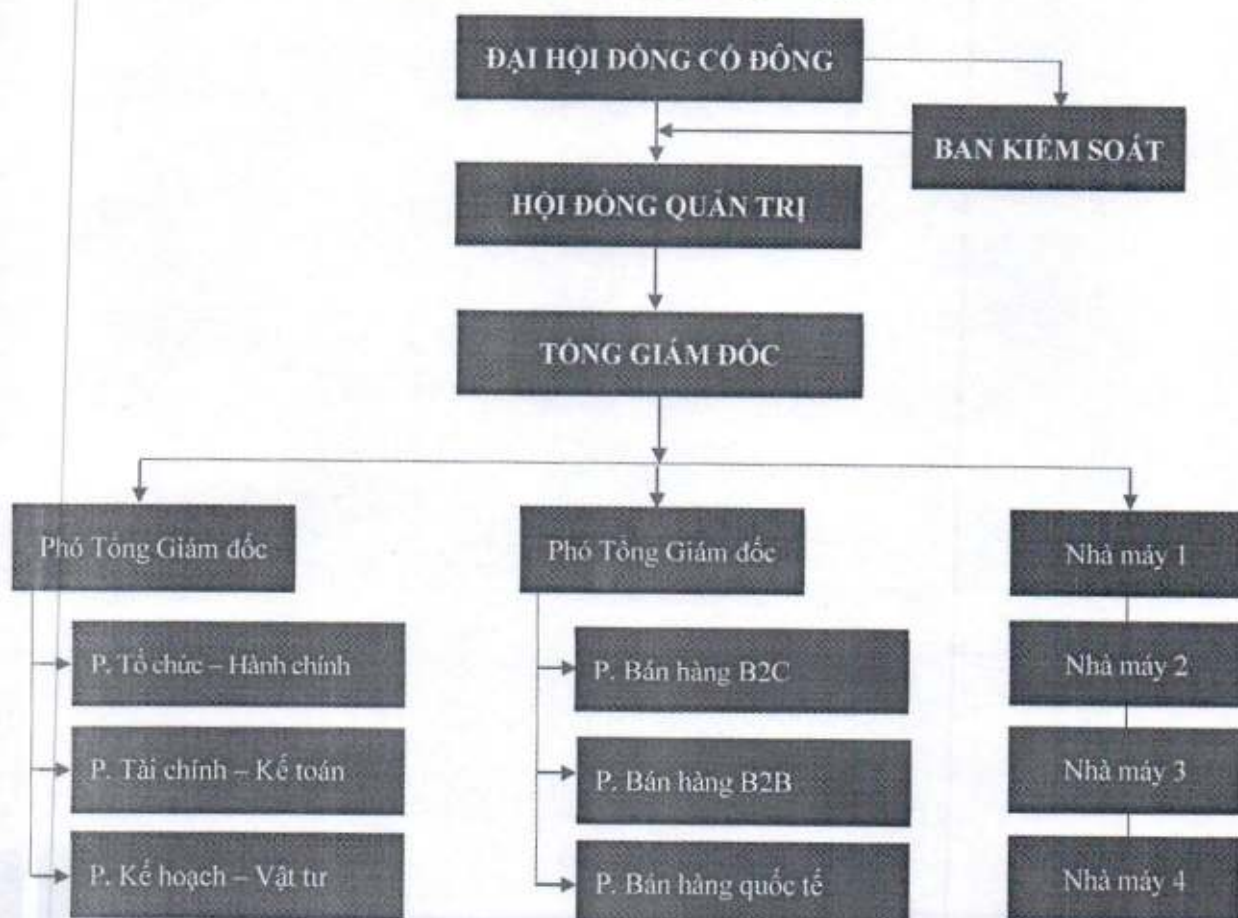 ĐẠI HỘI ĐỒNG CỔ ĐÔNG
BAN KIỂM SOÁT
HỘI ĐỒNG QUẢN TRỊ
TỔNG GIÁM ĐỐC
Phó Tổng Giám đốc
Phó Tổng Giám đốc
Nhà máy 1
P. Tổ chức – Hành chính
P. Bán hàng B2C
Nhà máy 2
P. Tài chính – Kế toán
P. Bán hàng B2B
Nhà máy 3
P. Kế hoạch – Vật tư
P. Bán hàng quốc tế
Nhà máy 4